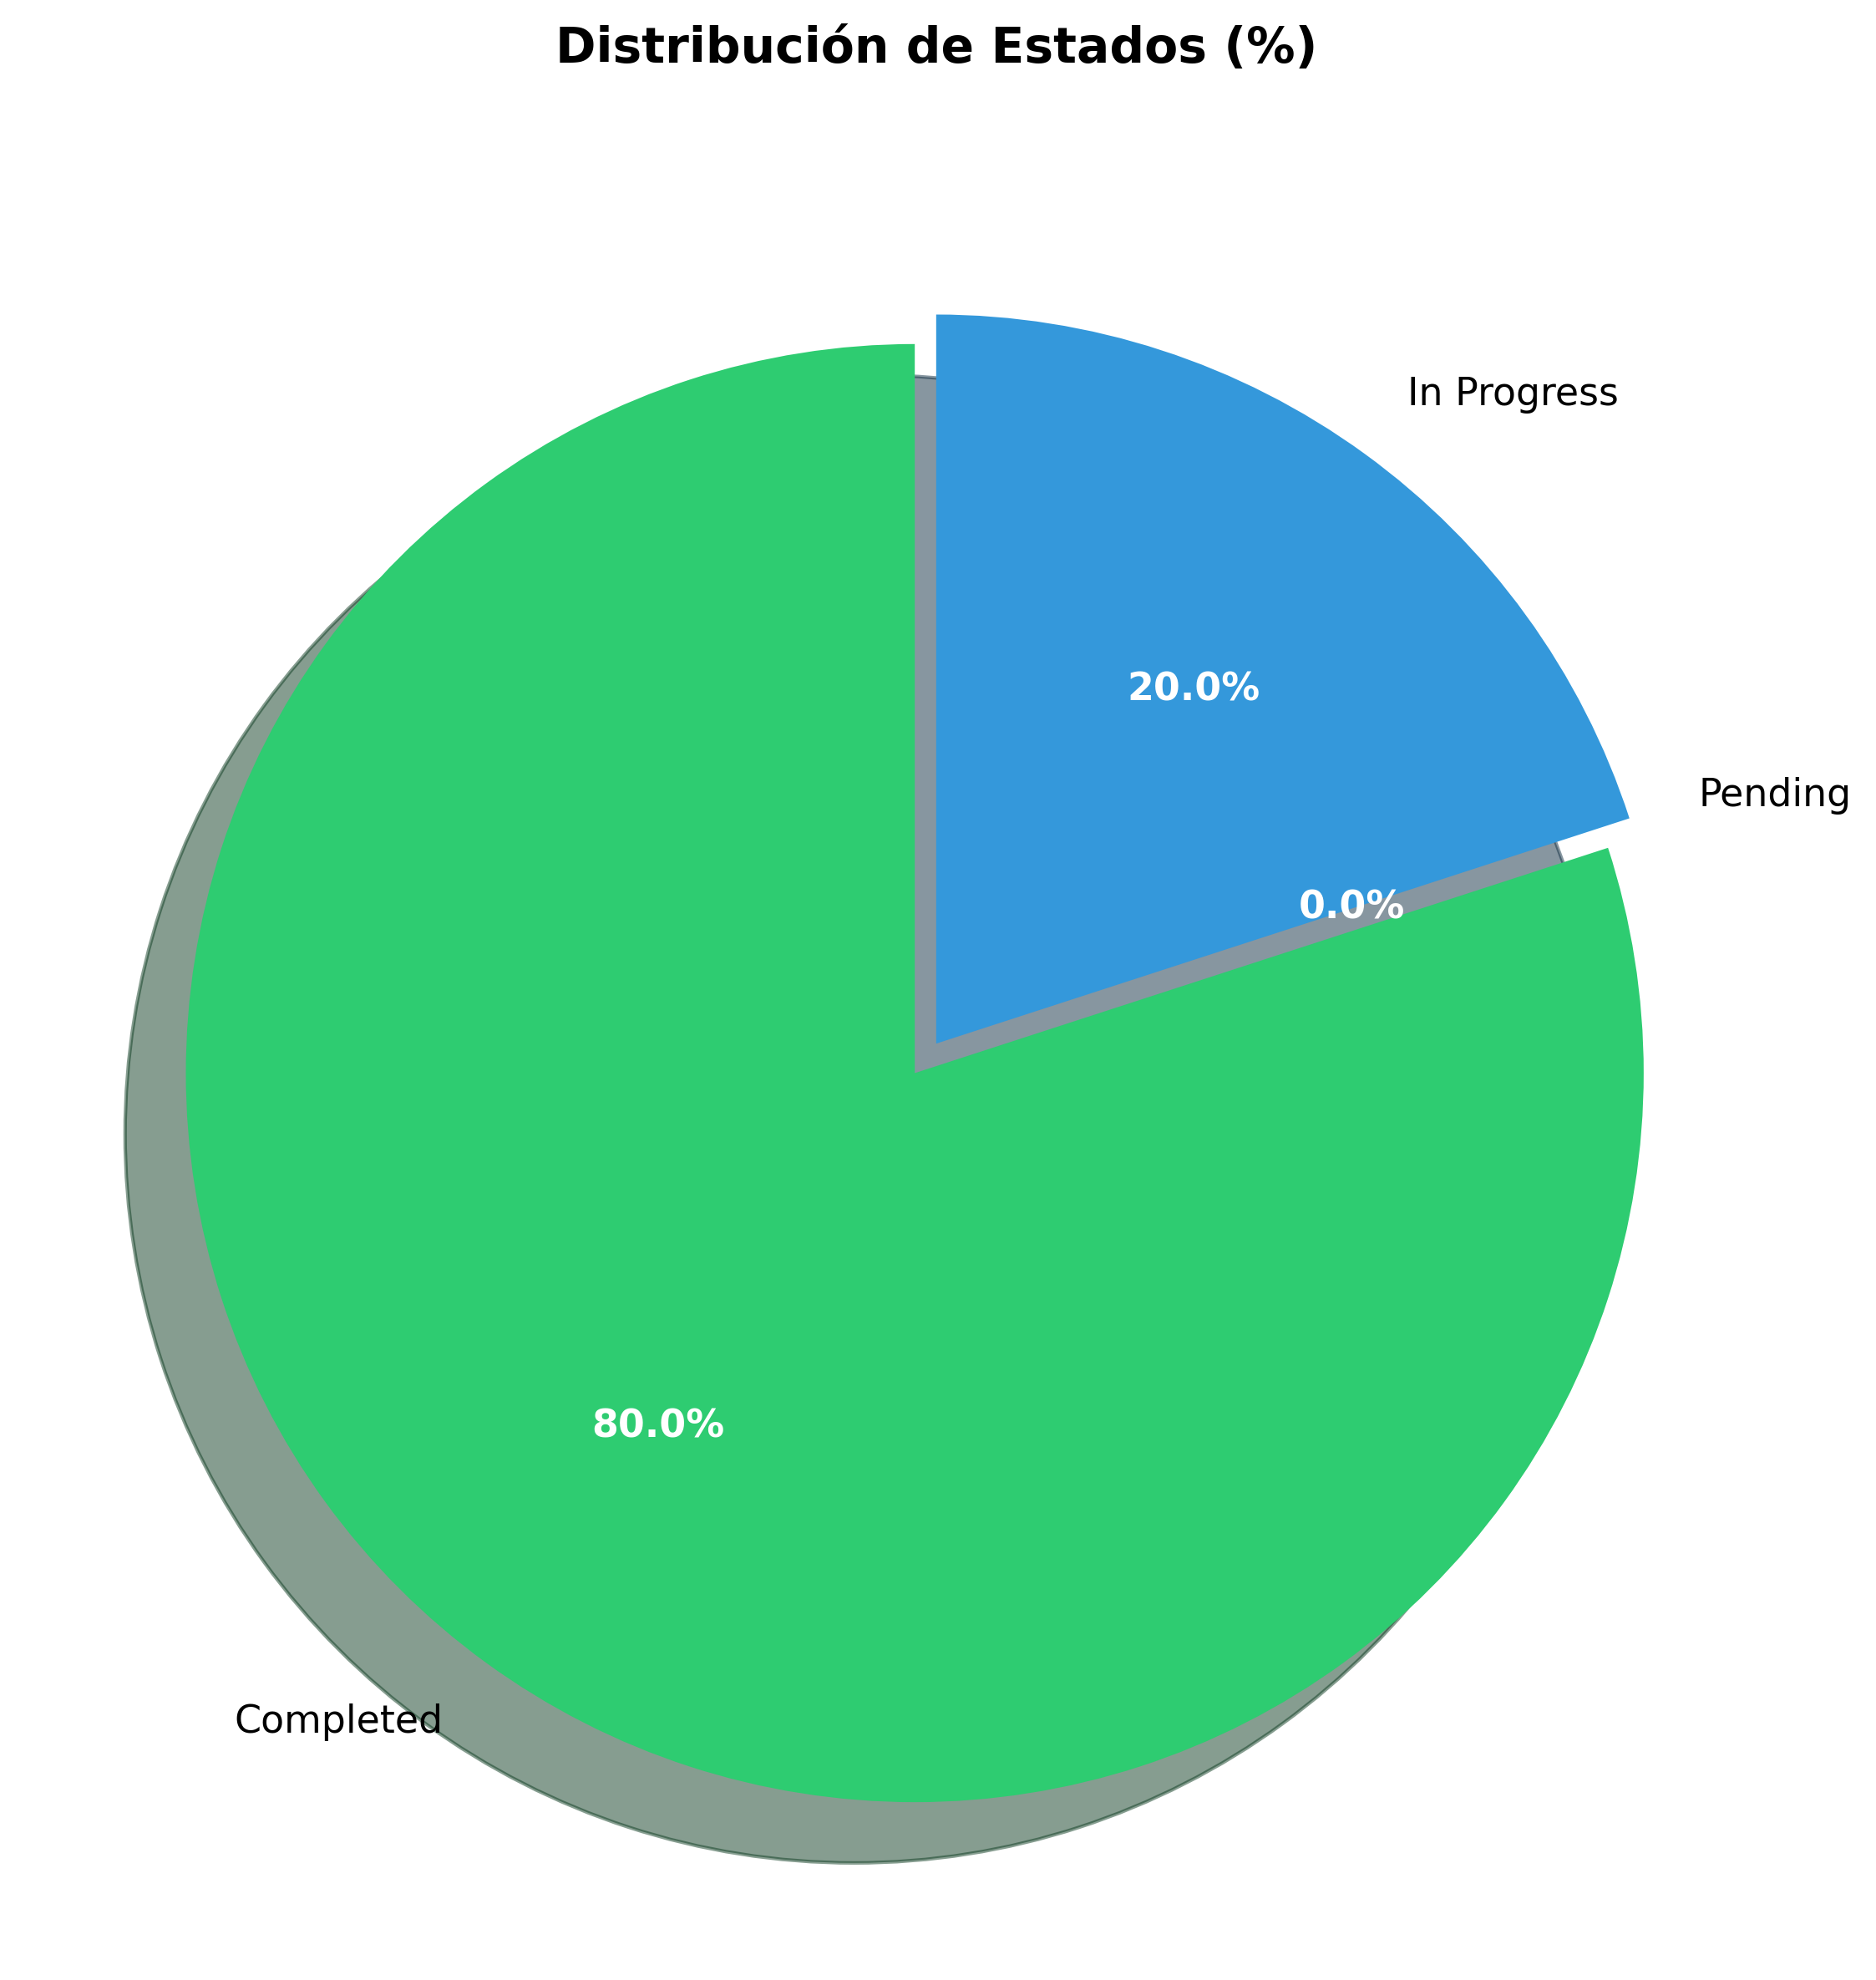 Distribución de Estados (%)
In Progress
20.0%
Pending
0.0%
80.0%
Completed